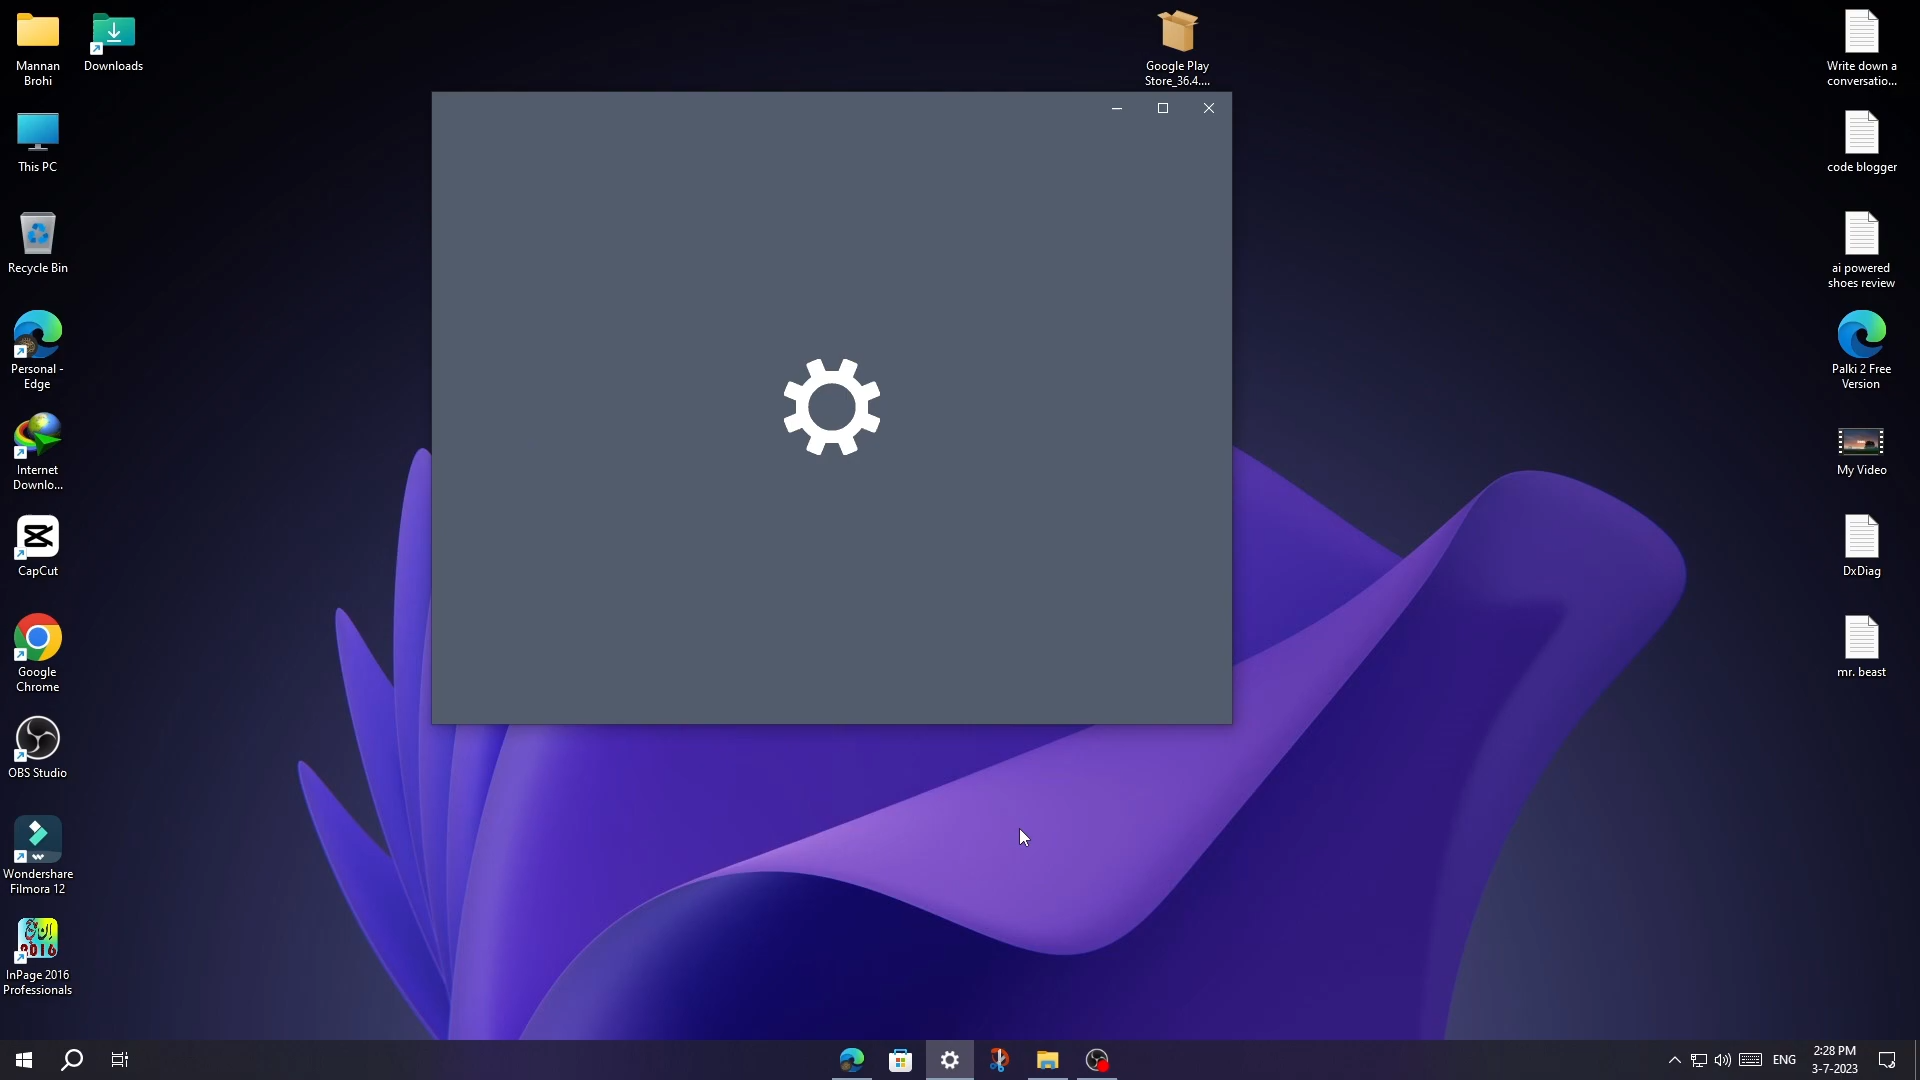 Mannan
Brohi
Downloads
This PC
Recycle Bin
Personal -
Edge
Internet
Downlo...
CapCut
Google
Chrome
OBS Studio
Wondershare
Filmora 12
InPage 2016
Professionals
Google Play
Store_36.4....
Write down a
conversatio...
code blogger
ai powered
shoes review
Palki 2 Free
Version
My Video
DxDiag
mr. beast
ENG
2:28 PM
3-7-2023